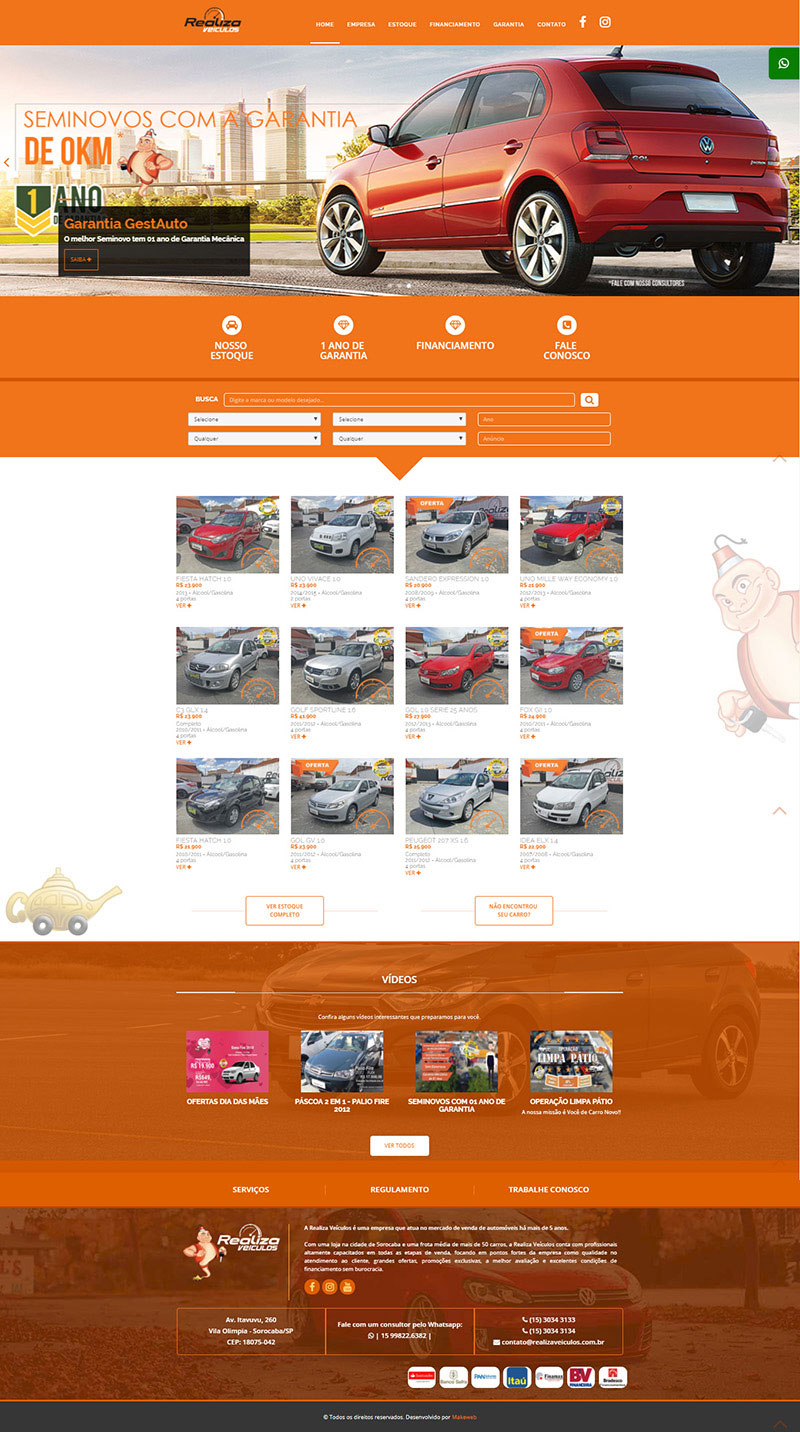 Realiza
VEÍCULOS
HOME
EMPRESA
ESTOQUE
FINANCIAMENTO
GARANTIA
CONTATO
SEMINOVOS COM A GARANTIA
DE 0KM*
1 ANO
GOL
Garantia GestAuto
O melhor Seminovo tem 01 ano de Garantia Mecânica
SAIBA +
*FALE COM NOSSO CONSULTORES
NOSSO
ESTOQUE
1 ANO DE
GARANTIA
FINANCIAMENTO
FALE
CONOSCO
BUSCA
Digite a marca ou modelo desejado...
Selecione
Selecione
Ano
Qualquer
Qualquer
Anúncio
OFERTA
FIESTA HATCH 1.0
R$ 23.900
2013 - Álcool/Gasolina
4 portas
VER
UNO VIVACE 1.0
R$ 23.900
2014/2015 - Álcool/Gasolina
2 portas
VER
SANDERO EXPRESSION 1.0
R$ 20.900
2008/2009 - Álcool/Gasolina
4 portas
VER
UNO MILLE WAY ECONOMY 1.0
R$ 21.900
2012/2013 - Álcool/Gasolina
4 portas
VER
OFERTA
C3 GLX 1.4
R$ 23.900
Completo
2010/2011 - Álcool/Gasolina
4 portas
VER
GOLF SPORTLINE 1.6
R$ 41.900
2011/2012 - Álcool/Gasolina
4 portas
VER
GOL 1.0 SERIE 25 ANOS
R$ 27.900
2012/2013 - Álcool/Gasolina
4 portas
VER
FOX GII 1.0
R$ 24.900
2010/2011 - Álcool/Gasolina
4 portas
VER
OFERTA
OFERTA
FIESTA HATCH 1.0
R$ 21.900
2010/2011 - Álcool/Gasolina
4 portas
VER
GOL GV 1.0
R$ 23.900
2011/2012 - Álcool/Gasolina
4 portas
VER
PEUGEOT 207 XS 1.6
R$ 25.900
Completo
2011/2012 - Álcool/Gasolina
4 portas
VER
IDEA ELX 1.4
R$ 22.900
2007/2008 - Álcool/Gasolina
4 portas
VER
VER ESTOQUE
COMPLETO
NÃO ENCONTROU
SEU CARRO?
VÍDEOS
Confira alguns vídeos interessantes que preparamos para você.
LIMPA PÁTIO
OFERTAS DIA DAS MÃES
PÁSCOA 2 EM 1 - PALIO FIRE
2012
SEMINOVOS COM 01 ANO DE
GARANTIA
OPERAÇÃO LIMPA PÁTIO
A nossa missão é Você de Carro Novo!!
VER TODOS
SERVIÇOS
REGULAMENTO
TRABALHE CONOSCO
Realiza
VEÍCULOS
A Realiza Veículos é uma empresa que atua no mercado de venda de automóveis há mais de 5 anos.
Com uma loja na cidade de Sorocaba e uma frota média de mais de 50 carros, a Realiza Veículos conta com profissionais
altamente capacitados em todas as etapas de venda, focando em pontos fortes da empresa como qualidade no
atendimento ao cliente, grandes ofertas, promoções exclusivas, a melhor avaliação e excelentes condições de
financiamento sem burocracia.
Av. Itavuvu, 260
Vila Olimpia - Sorocaba/SP
CEP: 18075-042
Fale com um consultor pelo Whatsapp:
| 15 99822.6382 |
(15) 3034 3133
(15) 3034 3134
contato@realizaveiculos.com.br
Banco Safra
Itaú
Finamax
BV
FINANCEIRA
Bradesco
© Todos os direitos reservados. Desenvolvido por Makeweb